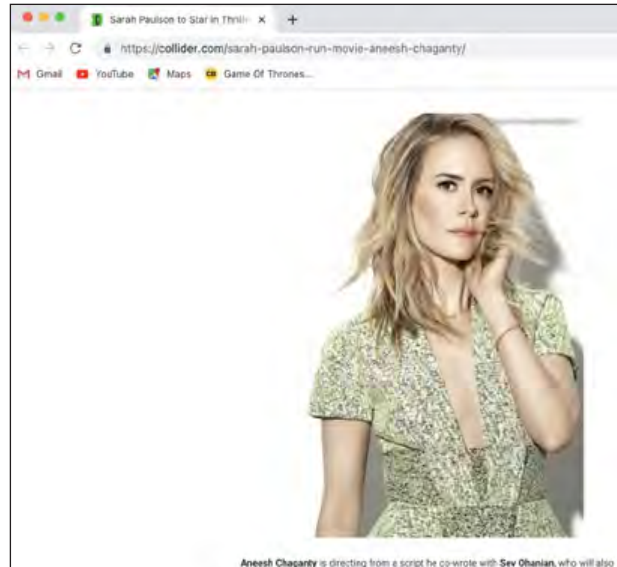 Sarah Paulson to Star in Thrill
https://collider.com/sarah-paulson-run-movie-aneesh-chaganty/
Gmail YouTube Maps CBR Game Of Thrones...
Aneesh Chaganty is directing from a script he co-wrote with Sev Ohanian, who will also